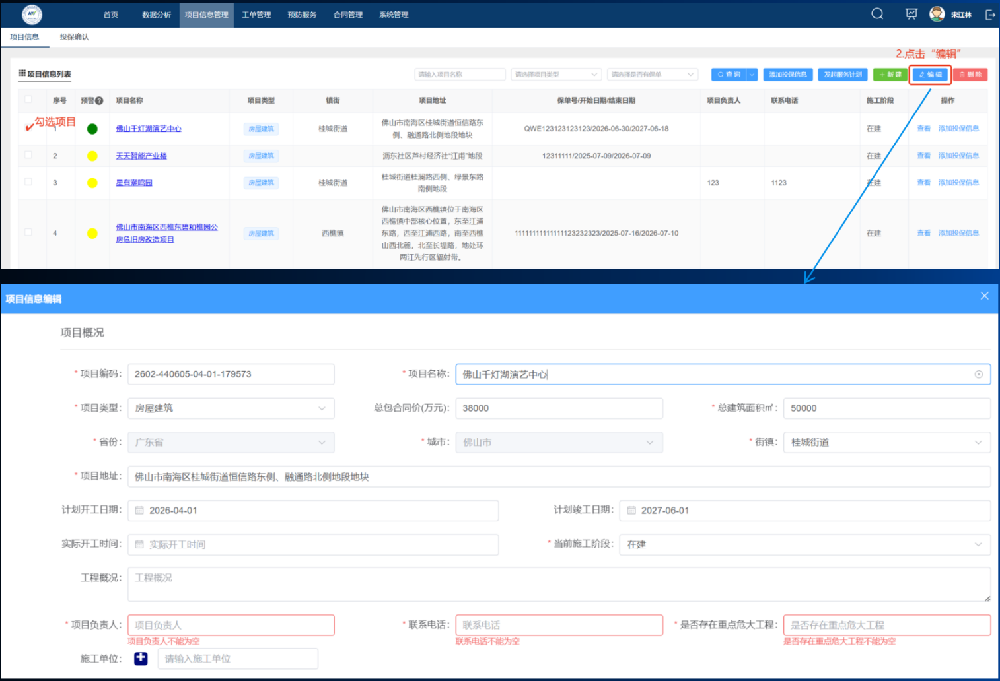 首页 数据分析 项目信息管理 工单管理 预防服务 合同管理 系统管理 宋江林
项目信息 投保确认
2.点击“编辑”
项目信息列表 请输入项目名称 请选择项目类型 请选择是否有保单 查询 添加投保信息 发起服务计划 + 新建 编辑 删除
序号 预警 项目名称 项目类型 镇街 项目地址 保单号/开始日期/结束日期 项目负责人 联系电话 施工阶段 操作
勾选项目
1 佛山千灯湖演艺中心 房屋建筑 桂城街道 佛山市南海区桂城街道恒信路东
侧、融通路北侧地段地块 QWE123123123123/2026-06-30/2027-06-18 在建 查看 添加投保信息
2 天天智能产业楼 房屋建筑 沥东社区芦村经济社“江甫”地段 12311111/2025-07-09/2026-07-09 在建 查看 添加投保信息
3 星有潮鸣园 房屋建筑 桂城街道 桂城街道桂澜路西侧、绿景东路
南侧地段 123 1123 在建 查看 添加投保信息
4 佛山市南海区西樵东碧和樵园公
房危旧房改造项目 房屋建筑 西樵镇 佛山市南海区西樵镇位于南海区
西樵镇中部核心位置，东至江浦
东路，西至江浦西路，南至西樵
山西北麓，北至长堤路，地处环
两江先行区辐射带。 1111111111111123232323/2025-07-16/2026-07-10 在建 查看 添加投保信息
项目信息编辑
项目概况
* 项目编码： 2602-440605-04-01-179573 * 项目名称： 佛山千灯湖演艺中心
* 项目类型： 房屋建筑 总包合同价(万元)： 38000 * 总建筑面积㎡： 50000
* 省份： 广东省 * 城市： 佛山市 * 街镇： 桂城街道
* 项目地址： 佛山市南海区桂城街道恒信路东侧、融通路北侧地段地块
计划开工日期： 2026-04-01 计划竣工日期： 2027-06-01
实际开工时间： 实际开工时间 * 当前施工阶段： 在建
工程概况： 工程概况
* 项目负责人： 项目负责人 * 联系电话： 联系电话 * 是否存在重点危大工程： 是否存在重点危大工程
项目负责人不能为空 联系电话不能为空 是否存在重点危大工程不能为空
施工单位： 请输入施工单位